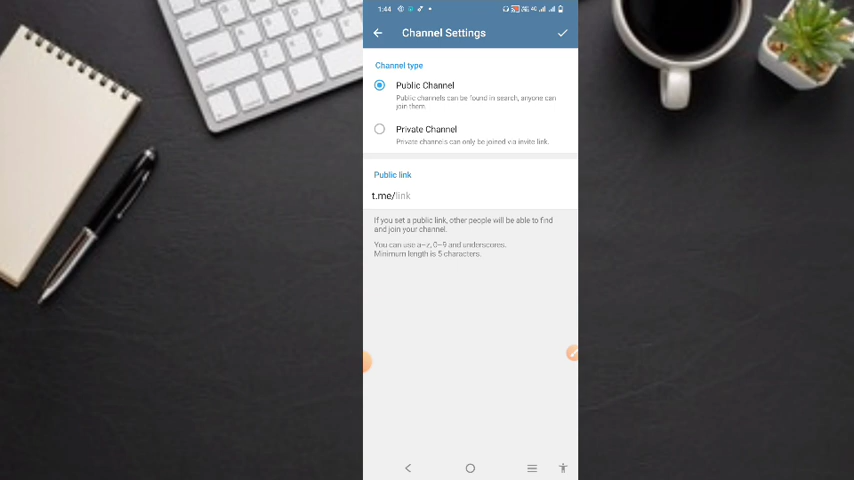 1:44
Channel Settings
Channel type
Public Channel
Public channels can be found in search, anyone can
join them
Private Channel
Private channels can only be joined via invite link.
Public link
t.me/link
If you set a public link, other people will be able to find
and join your channel.
You can use a–z, 0–9 and underscores.
Minimum length is 5 characters.